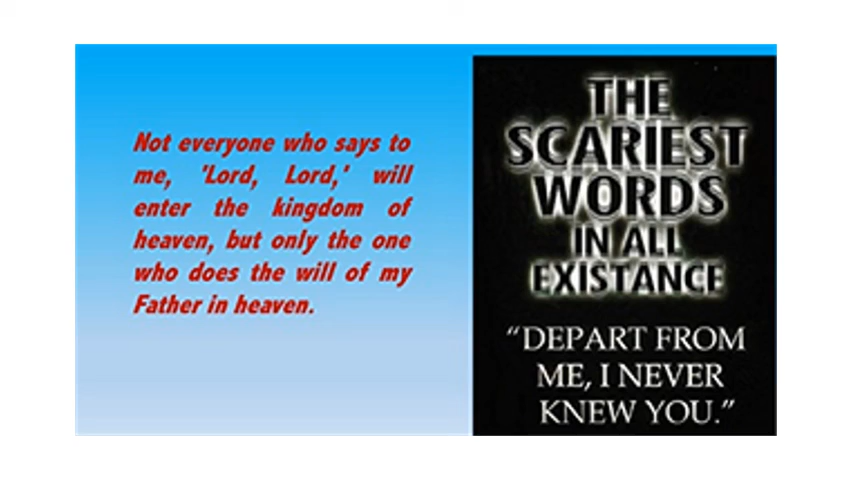 Not everyone who says to
me, 'Lord, Lord,' will
enter the kingdom of
heaven, but only the one
who does the will of my
Father in heaven.
THE
SCARIEST
WORDS
IN ALL
EXISTANCE
“DEPART FROM
ME, I NEVER
KNEW YOU.”